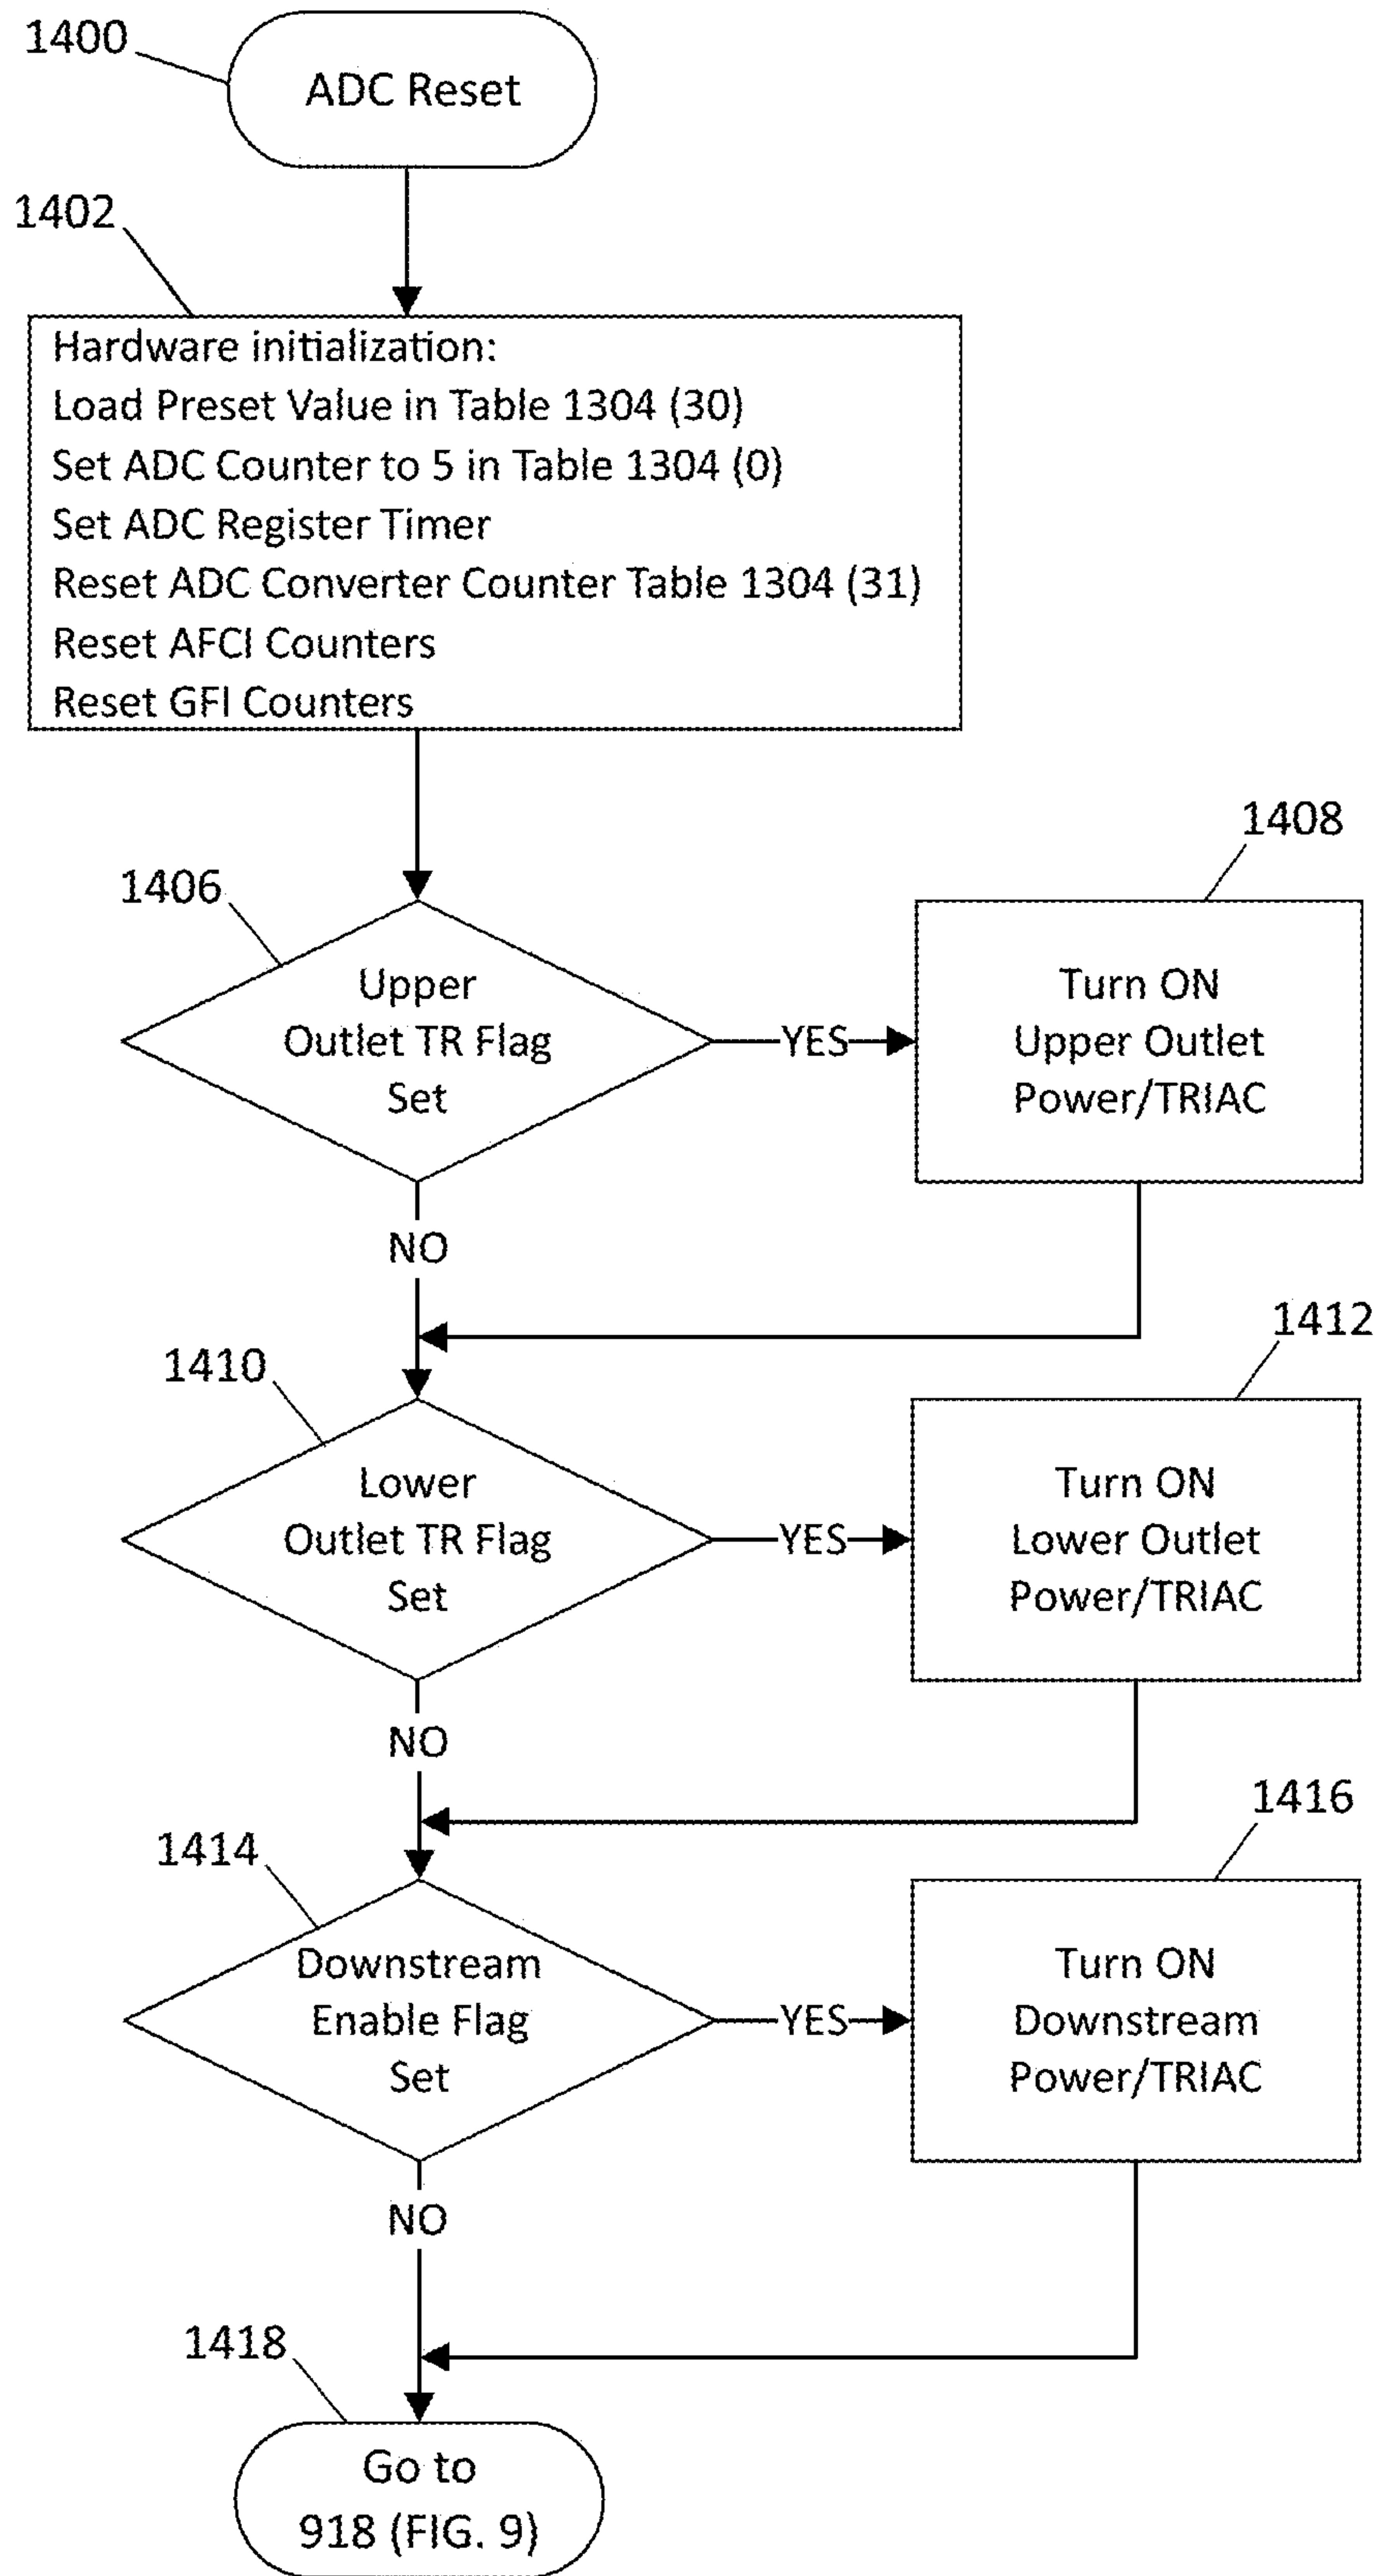 1400
ADC Reset
1402
Hardware initialization:
Load Preset Value in Table 1304 (30)
Set ADC Counter to 5 in Table 1304 (0)
Set ADC Register Timer
Reset ADC Converter Counter Table 1304 (31)
Reset AFCI Counters
Reset GFI Counters
1406
Upper
Outlet TR Flag
Set
YES
1408
Turn ON
Upper Outlet
Power/TRIAC
NO
1410
Lower
Outlet TR Flag
Set
YES
1412
Turn ON
Lower Outlet
Power/TRIAC
NO
1414
Downstream
Enable Flag
Set
YES
1416
Turn ON
Downstream
Power/TRIAC
NO
1418
Go to
918 (FIG. 9)